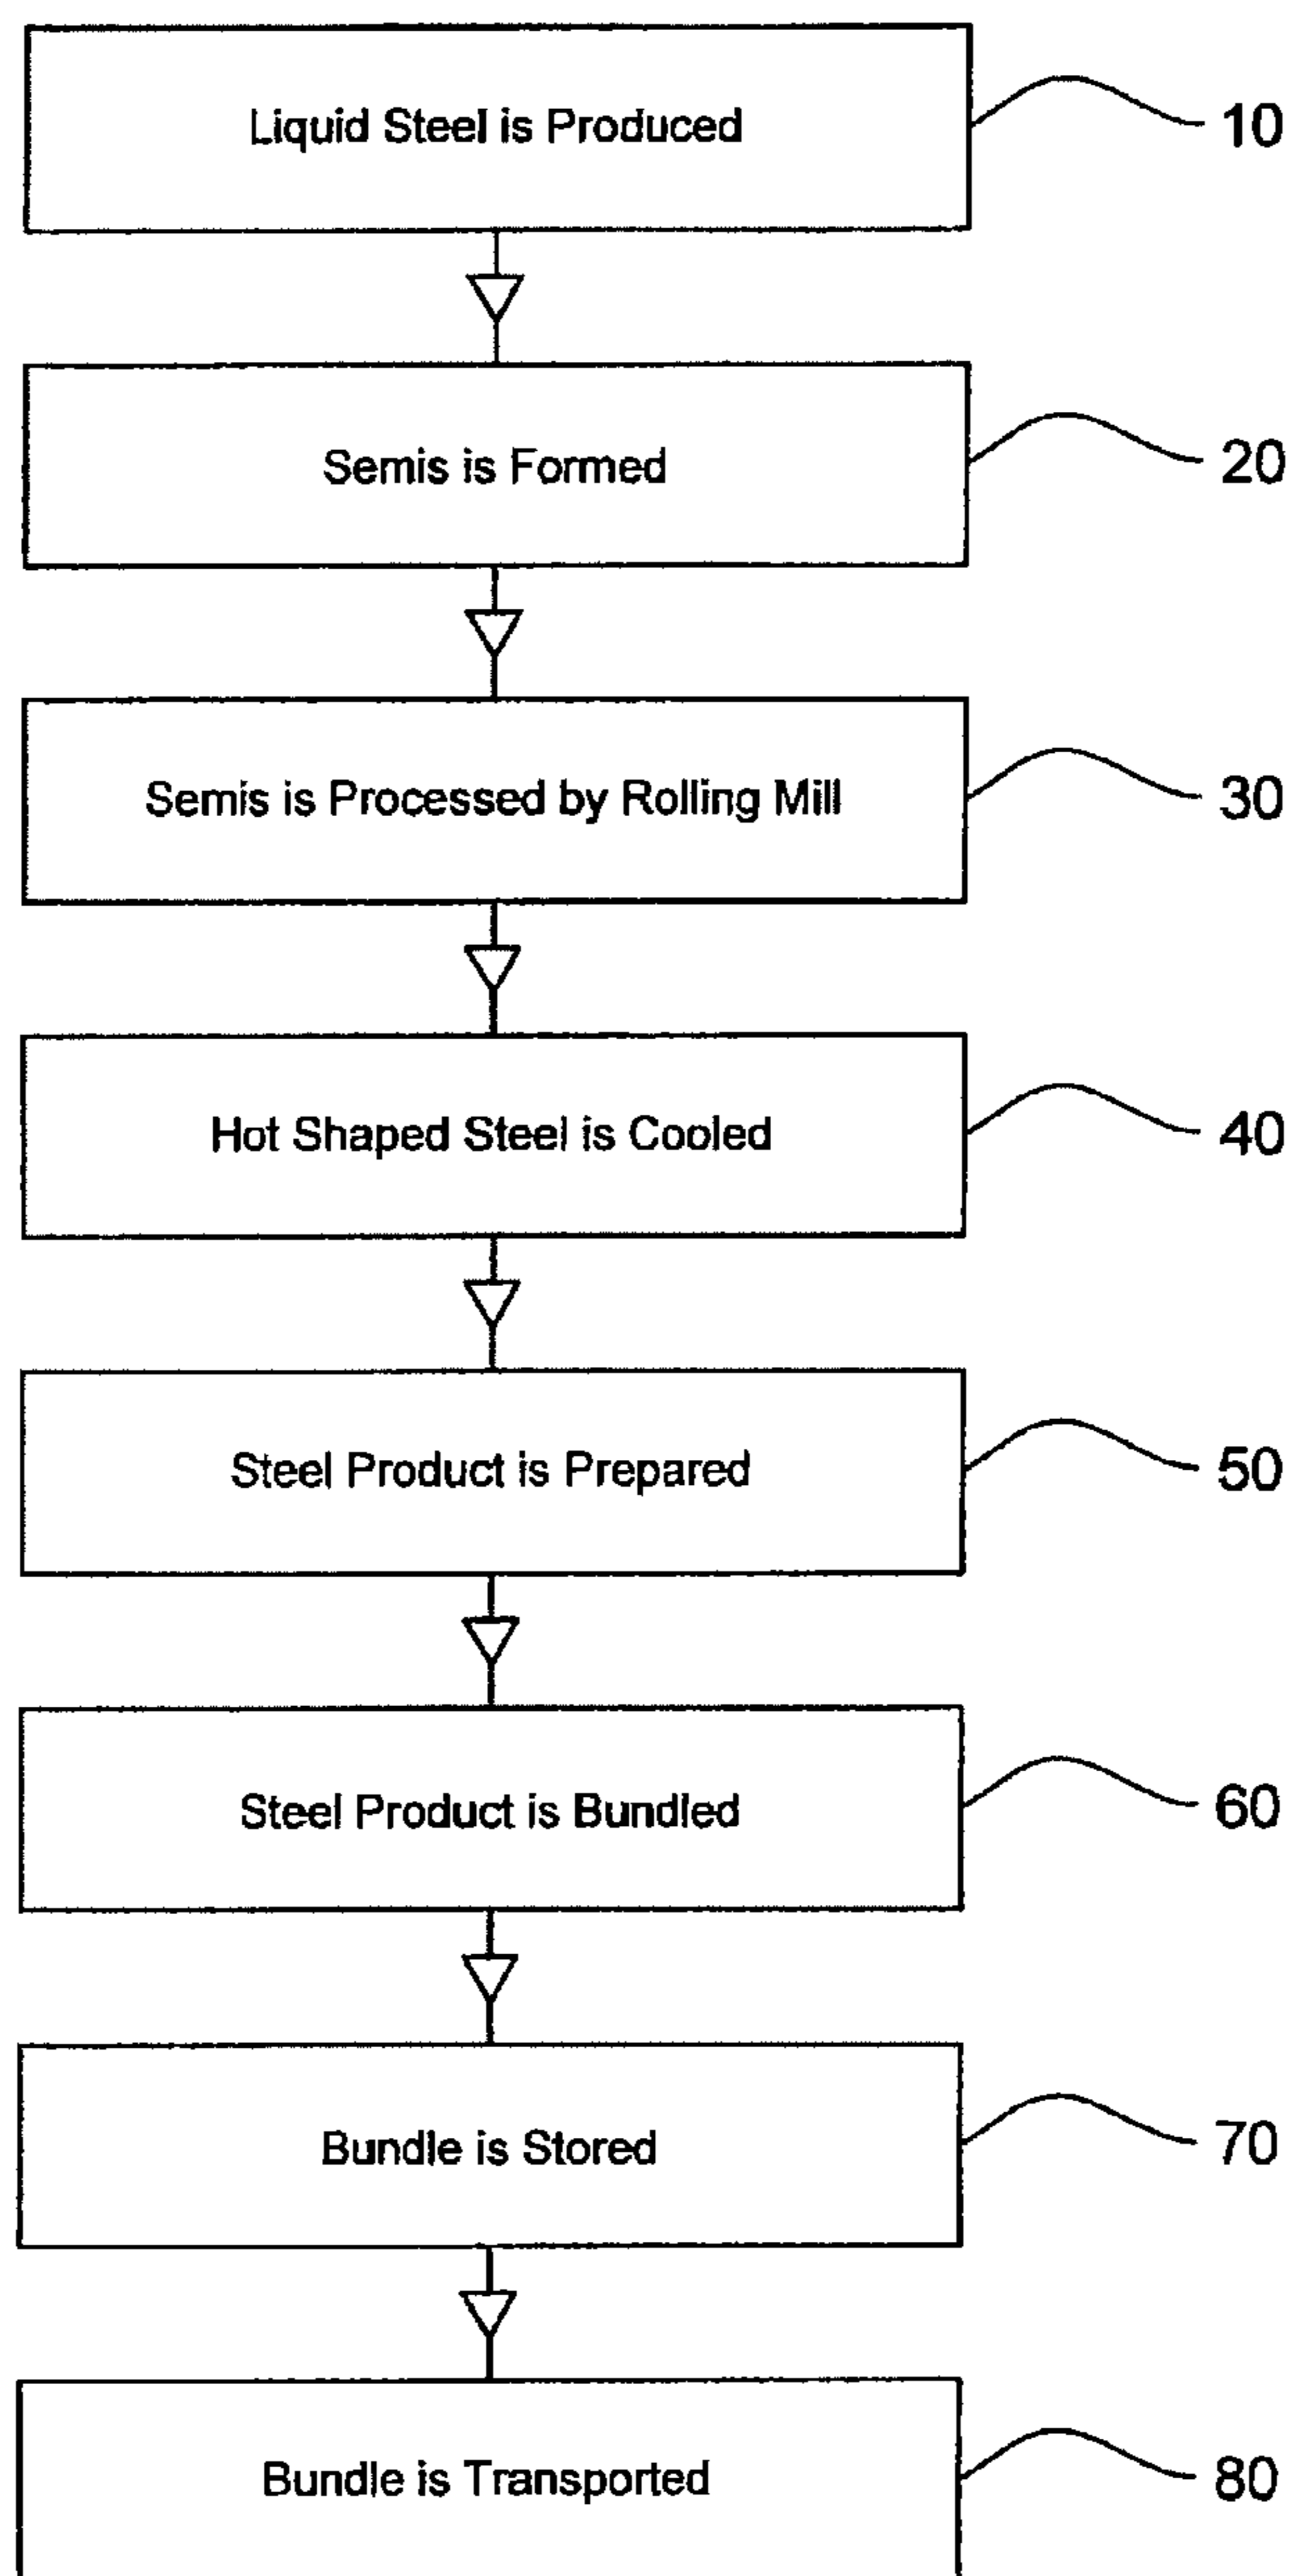 Liquid Steel is Produced
10
Semis is Formed
20
Semis is Processed by Rolling Mill
30
Hot Shaped Steel is Cooled
40
Steel Product is Prepared
50
Steel Product is Bundled
60
Bundle is Stored
70
Bundle is Transported
80